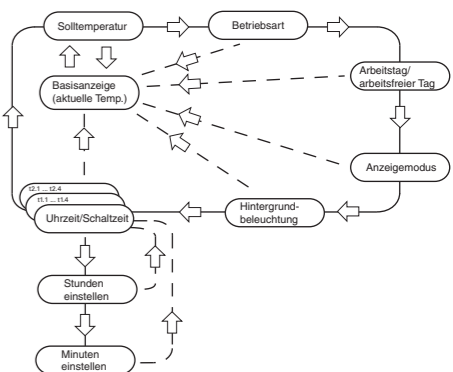 Solltemperatur
Betriebsart
Basisanzeige
(aktuelle Temp.)
Arbeitstag/
arbeitsfreier Tag
Anzeigemodus
t2.1 ... t2.4
t1.1 ... t1.4
Uhrzeit/Schaltzeit
Hintergrund-
beleuchtung
Stunden
einstellen
Minuten
einstellen